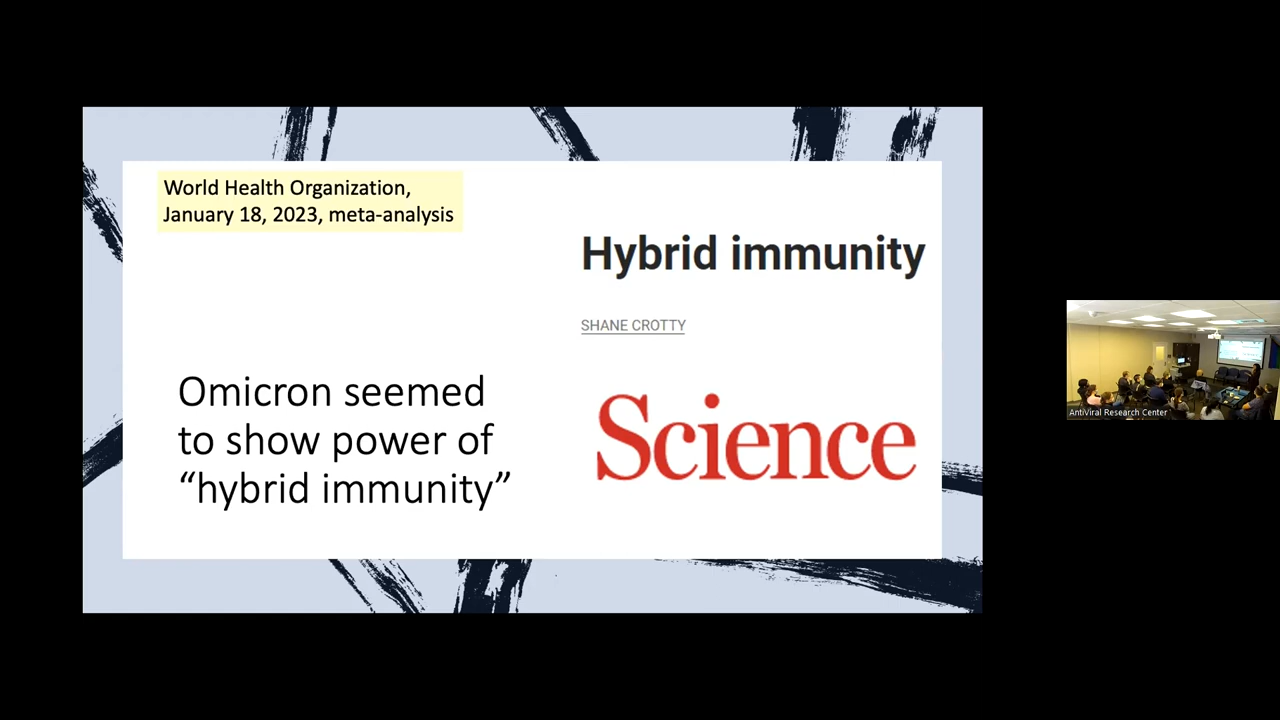 World Health Organization,
January 18, 2023, meta-analysis
Hybrid immunity
SHANE CROTTY
Omicron seemed
to show power of
“hybrid immunity”
Science
AntiViral Research Center